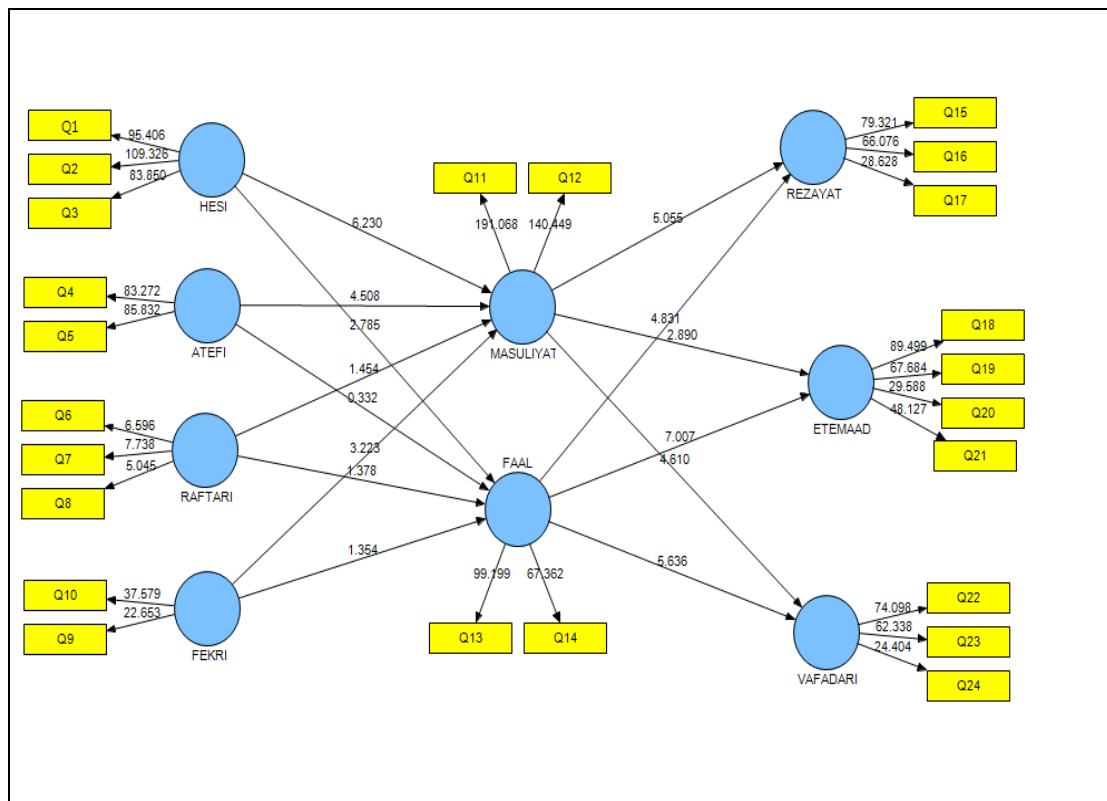 Q1
95.406
Q2
109.326
Q3
83.850
HESI
Q4
83.272
Q5
85.832
ATEFI
Q6
6.596
Q7
7.738
Q8
5.045
RAFTARI
Q10
37.579
Q9
22.653
FEKRI
6.230
2.785
4.508
0.332
1.454
1.378
3.223
1.354
Q11
Q12
191.068
140.449
MASULIYAT
FAAL
99.199
67.362
Q13
Q14
5.055
2.890
4.610
4.831
7.007
5.636
REZAYAT
79.321
Q15
66.076
Q16
28.628
Q17
ETEMAAD
89.499
Q18
67.684
Q19
29.588
Q20
48.127
Q21
VAFADARI
74.098
Q22
62.338
Q23
24.404
Q24